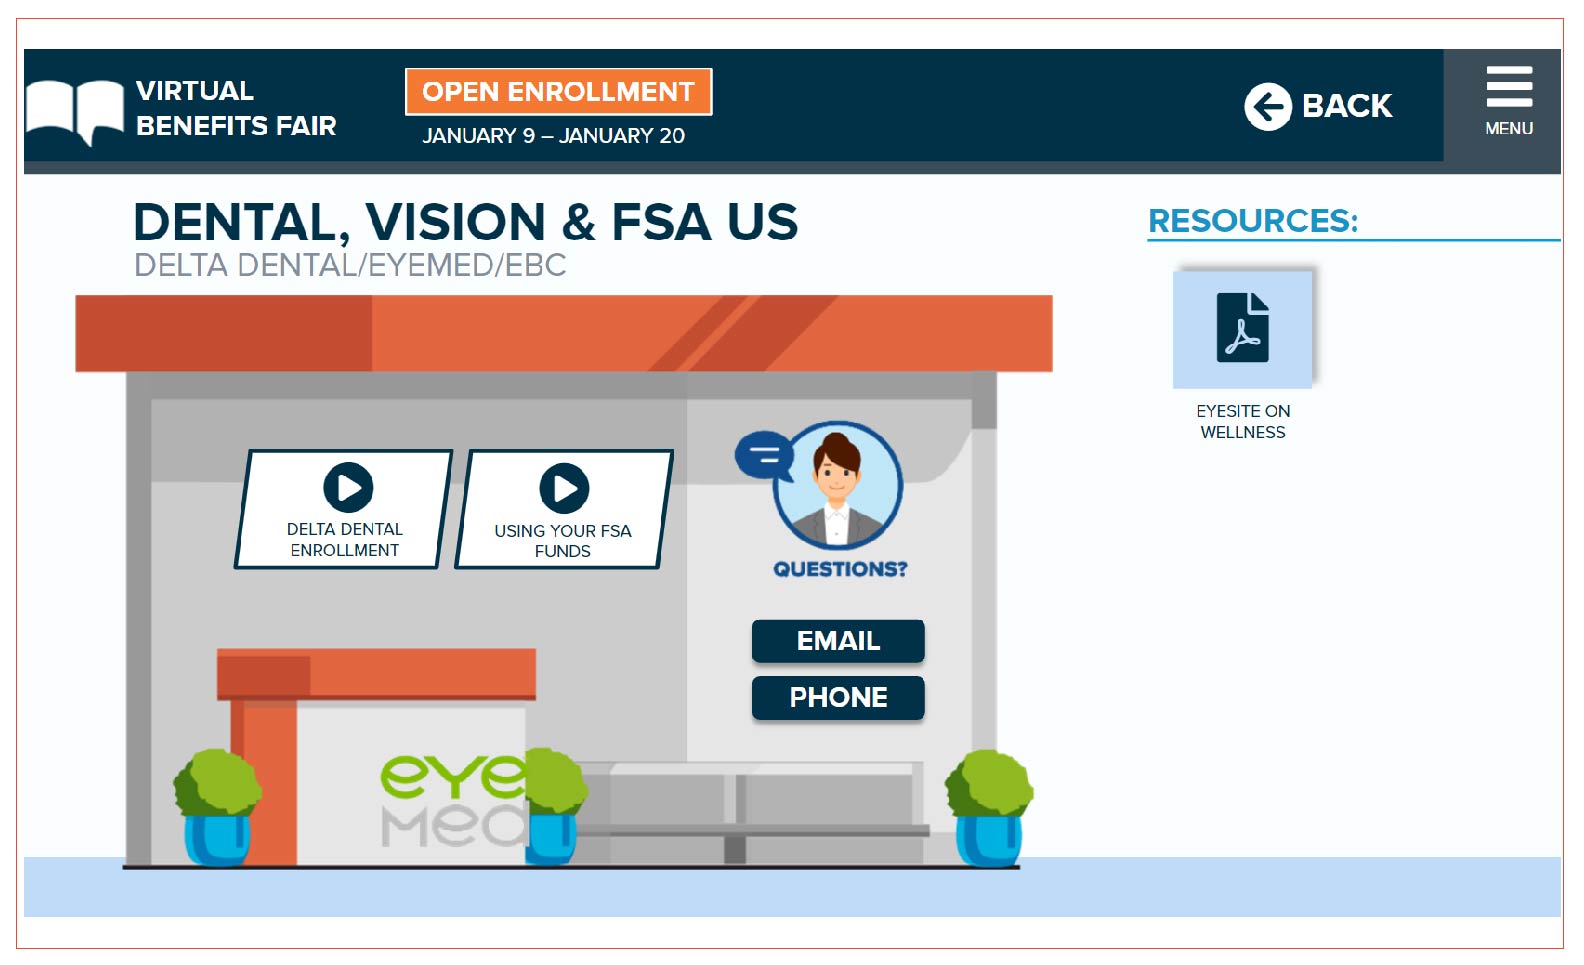 VIRTUAL
BENEFITS FAIR
OPEN ENROLLMENT
JANUARY 9 – JANUARY 20
BACK
MENU
DENTAL, VISION & FSA US
DELTA DENTAL/EYEMED/EBC
RESOURCES:
EYESITE ON
WELLNESS
DELTA DENTAL
ENROLLMENT
USING YOUR FSA
FUNDS
QUESTIONS?
EMAIL
PHONE
eye
Med